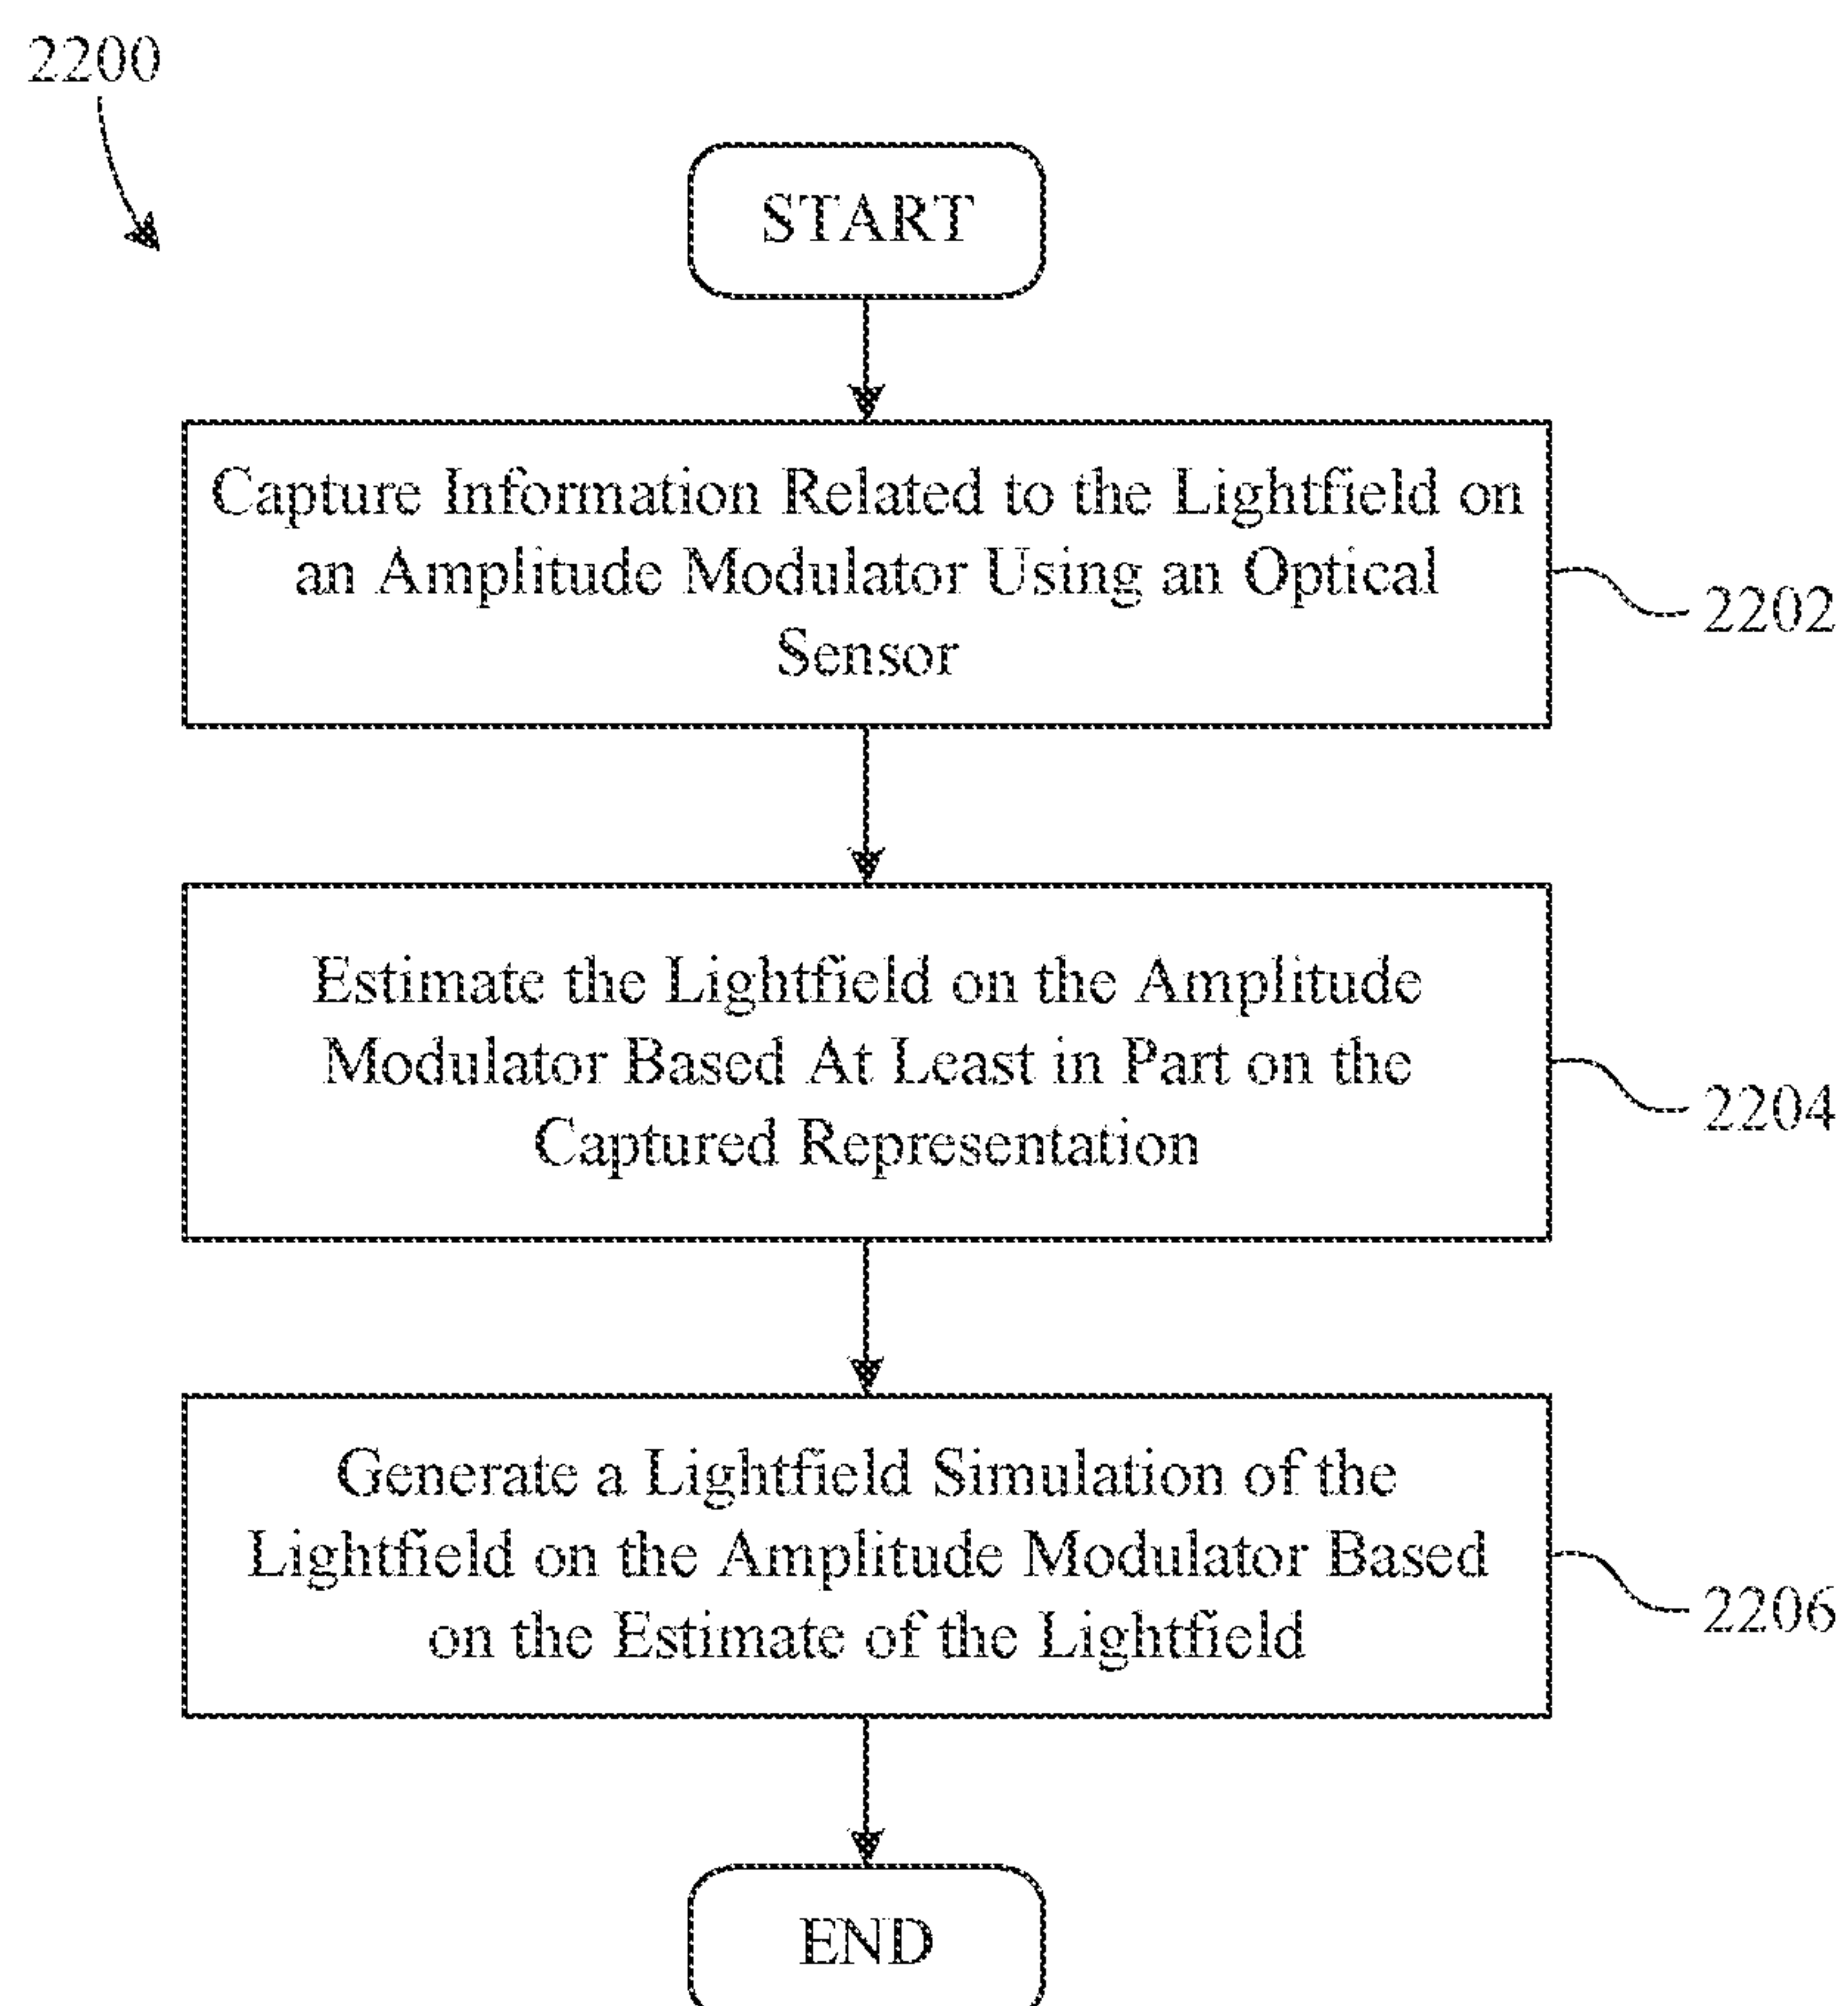 2200
START
Capture Information Related to the Lightfield on
an Amplitude Modulator Using an Optical
Sensor
2202
Estimate the Lightfield on the Amplitude
Modulator Based At Least in Part on the
Captured Representation
2204
Generate a Lightfield Simulation of the
Lightfield on the Amplitude Modulator Based
on the Estimate of the Lightfield
2206
END